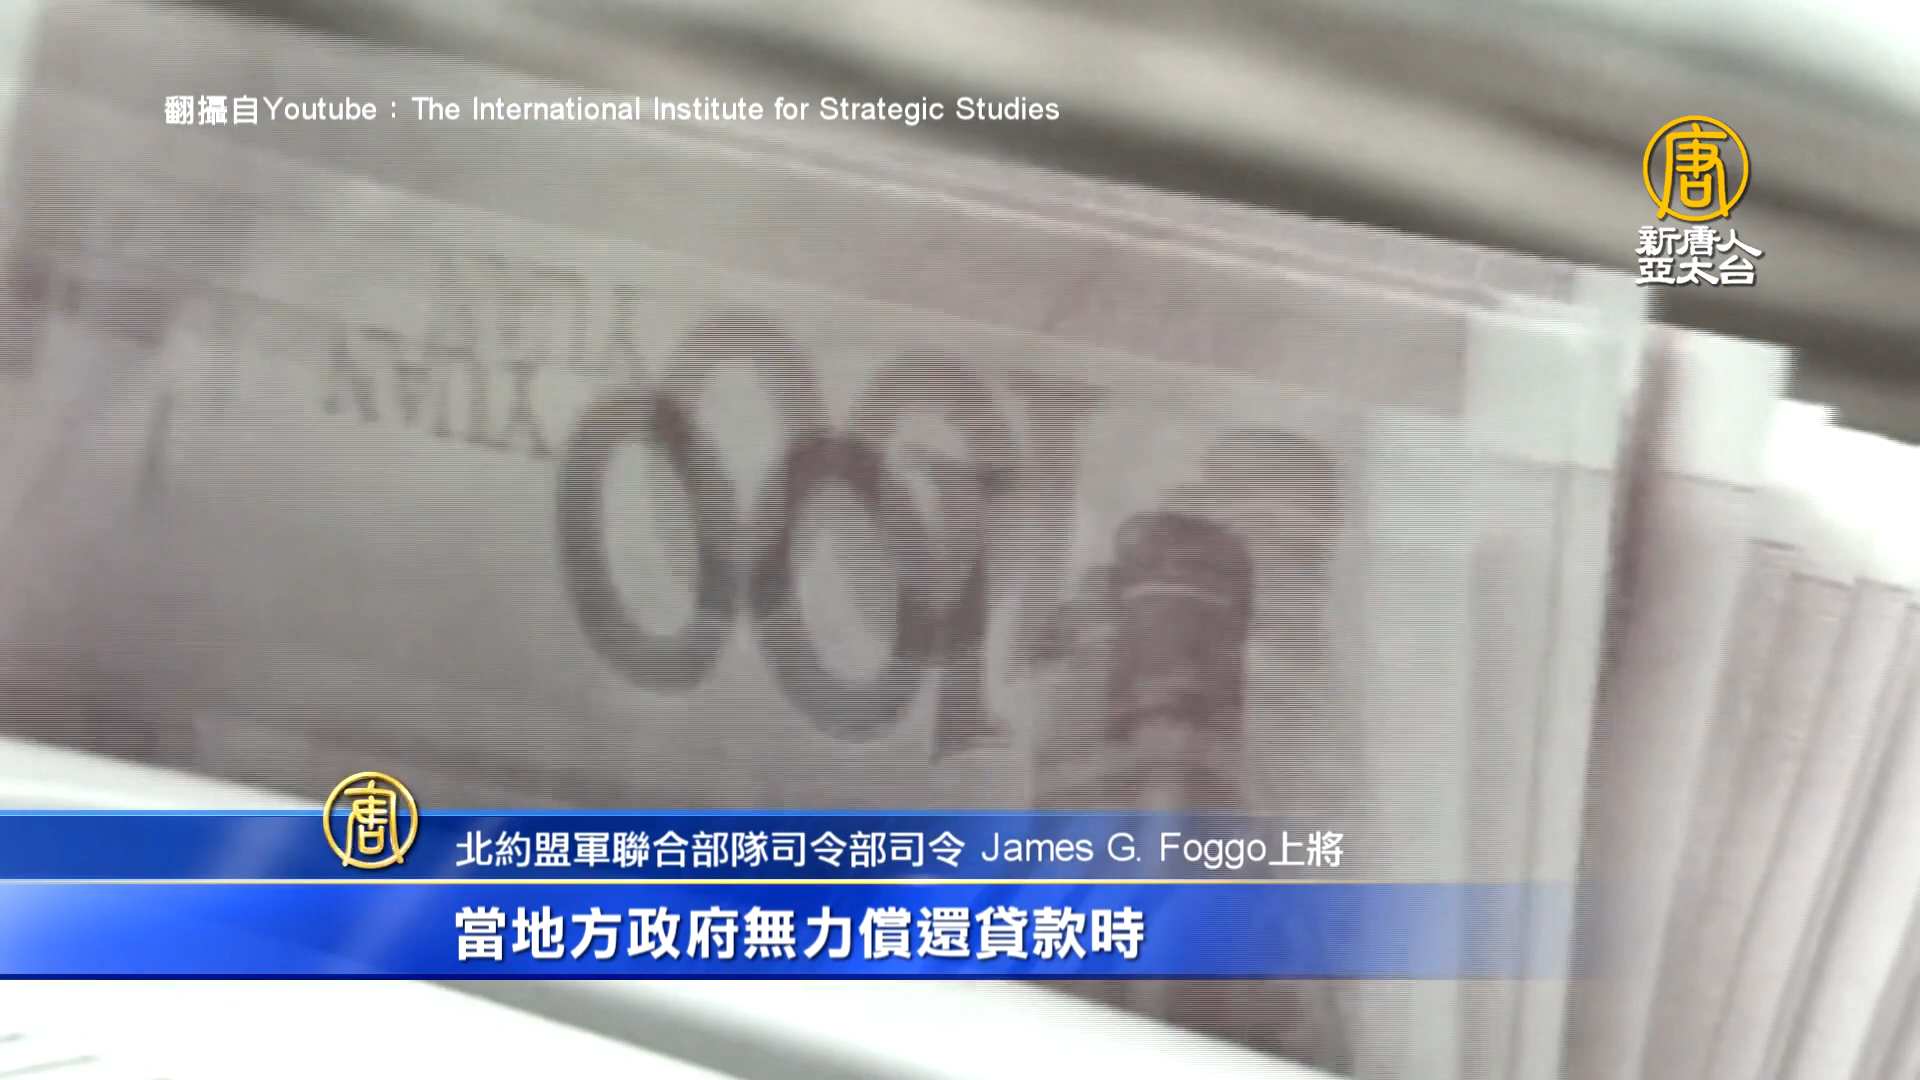 翻攝自Youtube：The International Institute for Strategic Studies
唐
新唐人
亞太台
北約盟軍聯合部隊司令部司令 James G. Foggo上將
當地方政府無力償還貸款時
100